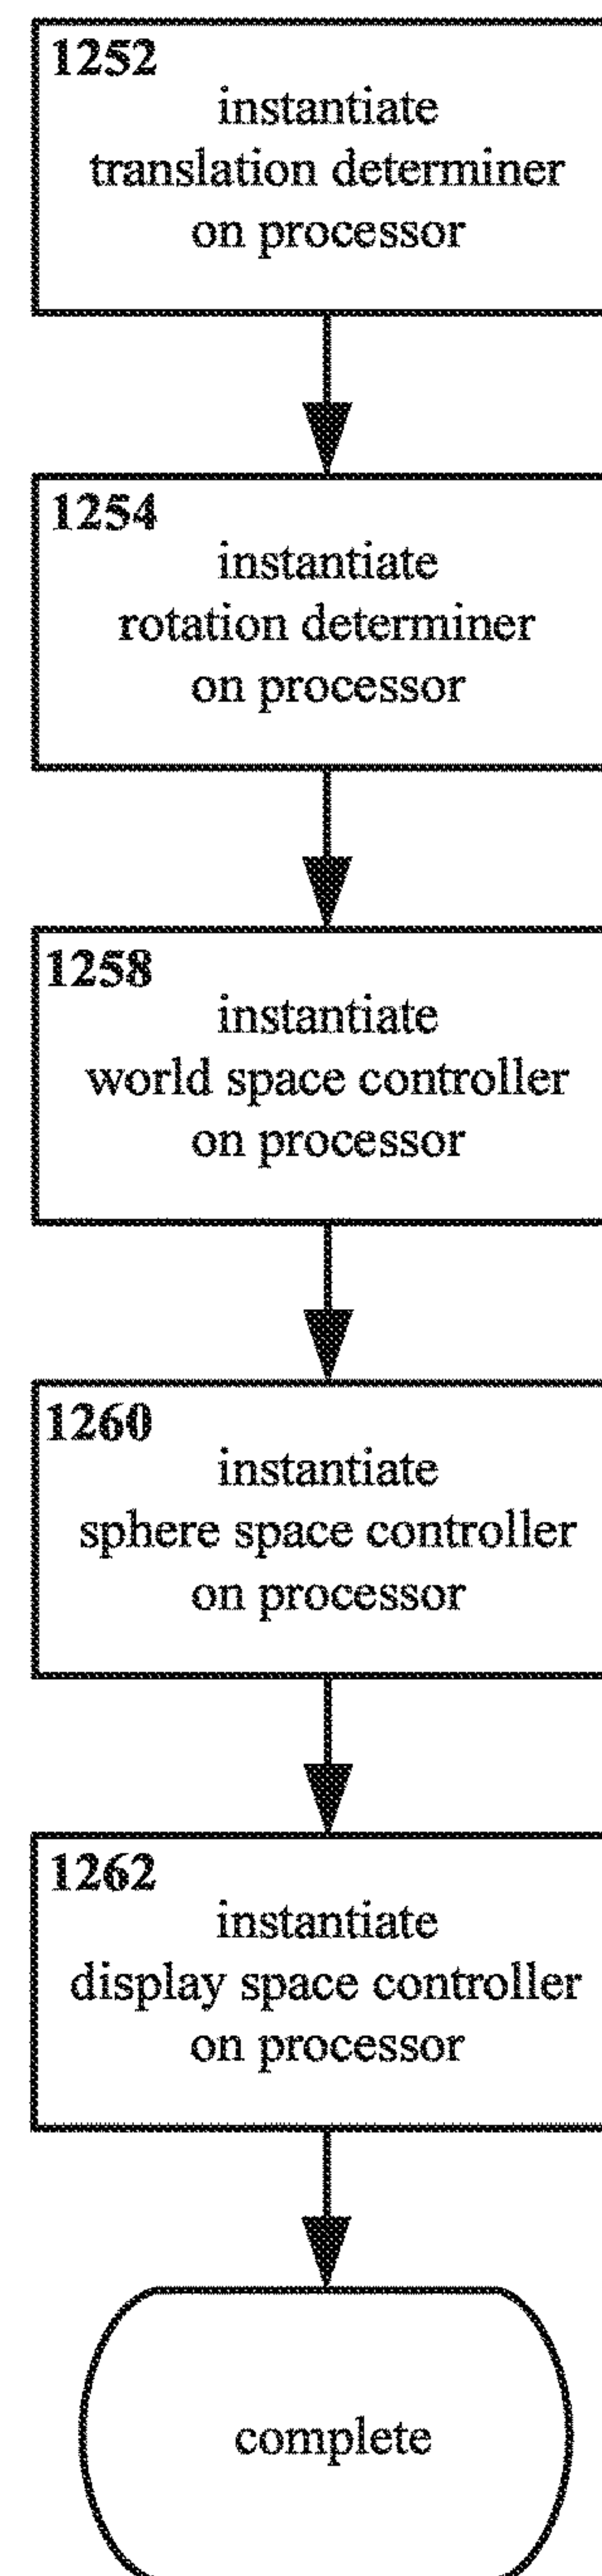 1252
instantiate
translation determiner
on processor
1254
instantiate
rotation determiner
on processor
1258
instantiate
world space controller
on processor
1260
instantiate
sphere space controller
on processor
1262
instantiate
display space controller
on processor
complete